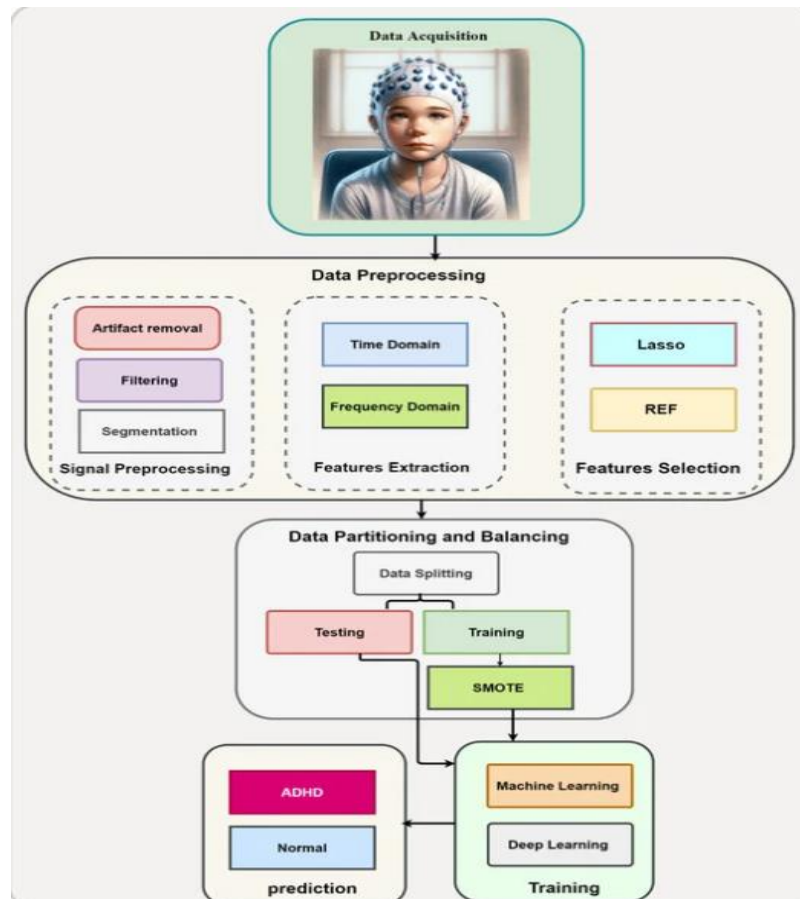 Data Acquisition
Data Preprocessing
Artifact removal
Filtering
Segmentation
Signal Preprocessing
Time Domain
Frequency Domain
Features Extraction
Lasso
REF
Features Selection
Data Partitioning and Balancing
Data Splitting
Testing
Training
SMOTE
ADHD
Normal
prediction
Machine Learning
Deep Learning
Training